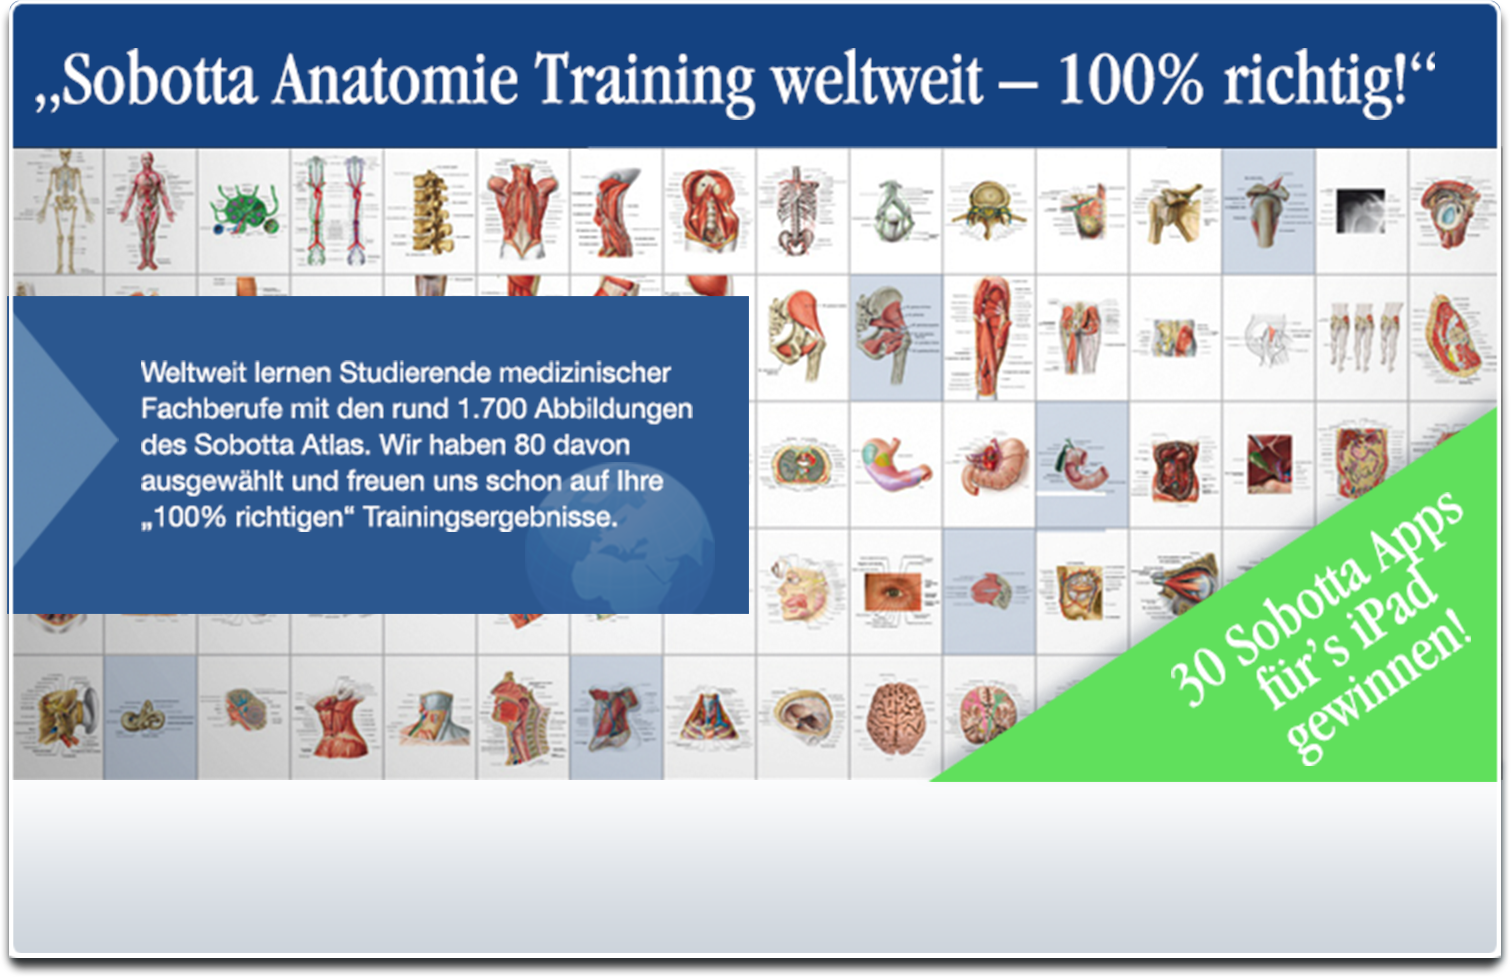 „Sobotta Anatomie Training weltweit – 100% richtig!“
Weltweit lernen Studierende medizinischer
Fachberufe mit den rund 1.700 Abbildungen
des Sobotta Atlas. Wir haben 80 davon
ausgewählt und freuen uns schon auf Ihre
„100% richtigen“ Trainingsergebnisse.
30 Sobotta Apps
für’s iPad
gewinnen!